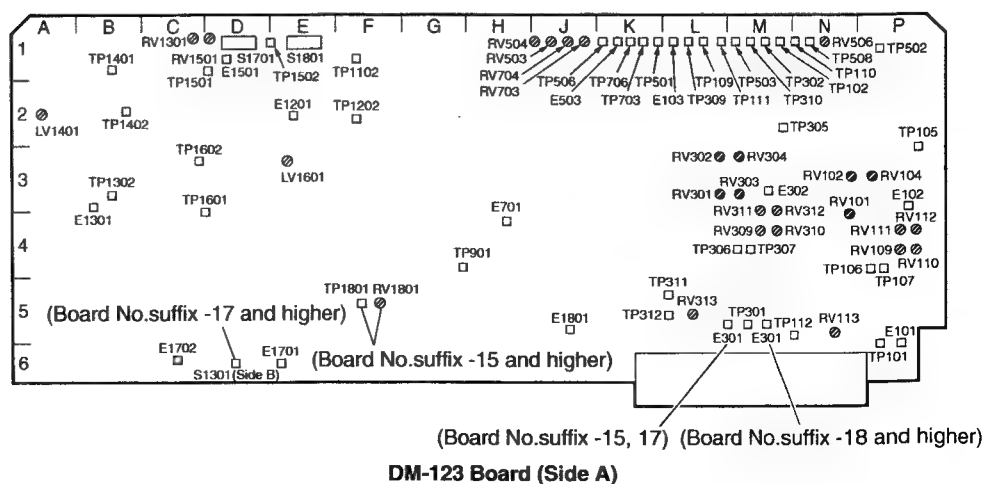 A B C D E F G H J K L M N P
1
RV1301 S1701 S1801 RV504 RV506
TP1401 RV1501 E1501 TP1502 TP1102 RV503 TP502
TP1501 RV704 TP506 TP706 TP501 TP109 TP503 TP302 TP508
RV703 E503 TP703 E103 TP309 TP111 TP310 TP102 TP110
2
E1201 TP1202 TP305
LV1401 TP1402 TP105
TP1602 RV302 RV304
3
LV1601 RV303 RV102 RV104
TP1302 RV301 E302 RV101 E102
E1301 TP1601 E701 RV311 RV312 RV112
4
RV309 RV310 RV111
TP306 TP307 RV109 RV110
TP901 TP106 TP107
5
TP1801 RV1801 TP311
(Board No.suffix -17 and higher) TP312 RV313 TP301
E1801 E301 E301 TP112 RV113 E101
6
E1702 E1701 (Board No.suffix -15 and higher) TP101
S1301(Side B)
(Board No.suffix -15, 17) (Board No.suffix -18 and higher)
DM-123 Board (Side A)